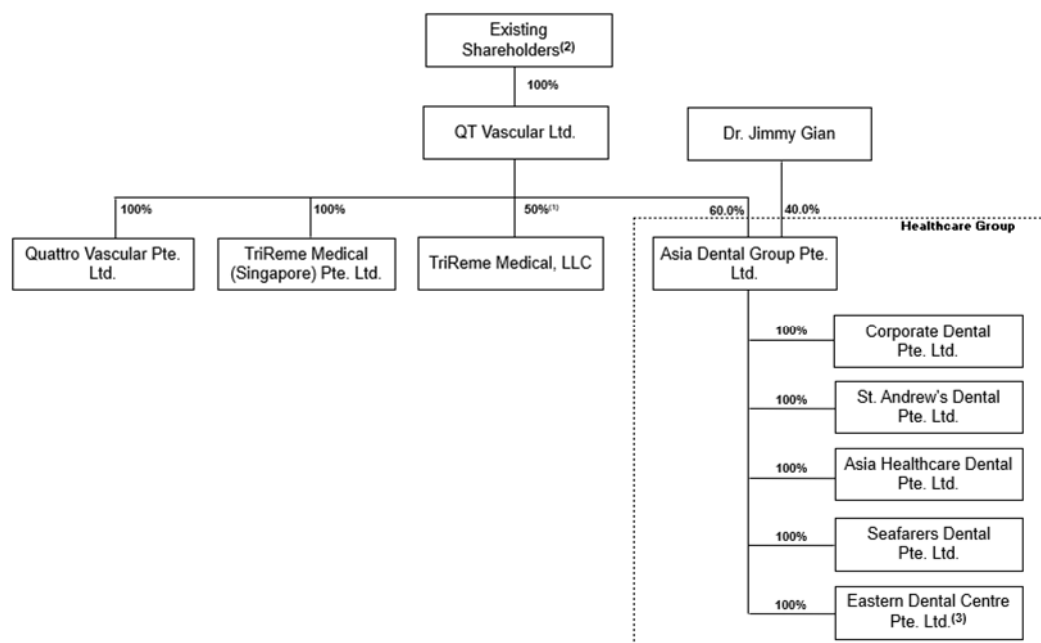 Existing
Shareholders(2)
100%
QT Vascular Ltd.
Dr. Jimmy Gian
100%
100%
50%(1)
60.0%
40.0%
Healthcare Group
Quattro Vascular Pte.
Ltd.
TriReme Medical
(Singapore) Pte. Ltd.
TriReme Medical, LLC
Asia Dental Group Pte.
Ltd.
100%
Corporate Dental
Pte. Ltd.
100%
St. Andrew's Dental
Pte. Ltd.
100%
Asia Healthcare Dental
Pte. Ltd.
100%
Seafarers Dental
Pte. Ltd.
100%
Eastern Dental Centre
Pte. Ltd.(3)